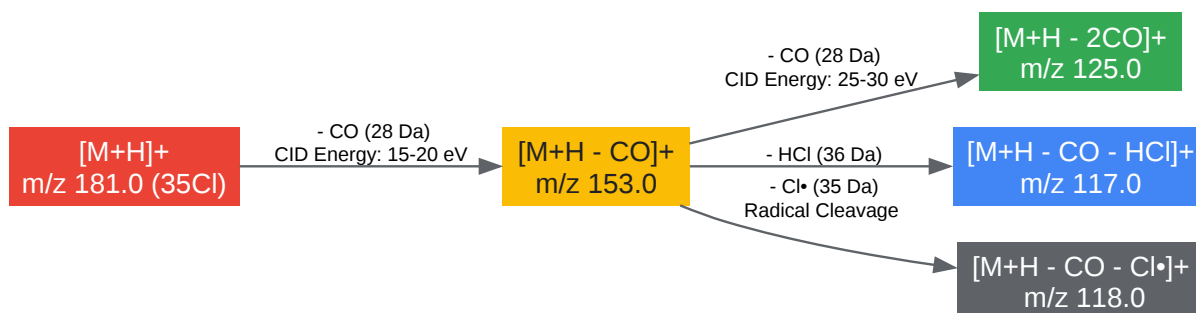 [M+H]+
m/z 181.0 (35Cl)
- CO (28 Da)
CID Energy: 15-20 eV
[M+H - CO]+
m/z 153.0
- CO (28 Da)
CID Energy: 25-30 eV
[M+H - 2CO]+
m/z 125.0
- HCl (36 Da)
[M+H - CO - HCl]+
m/z 117.0
- Cl• (35 Da)
Radical Cleavage
[M+H - CO - Cl•]+
m/z 118.0